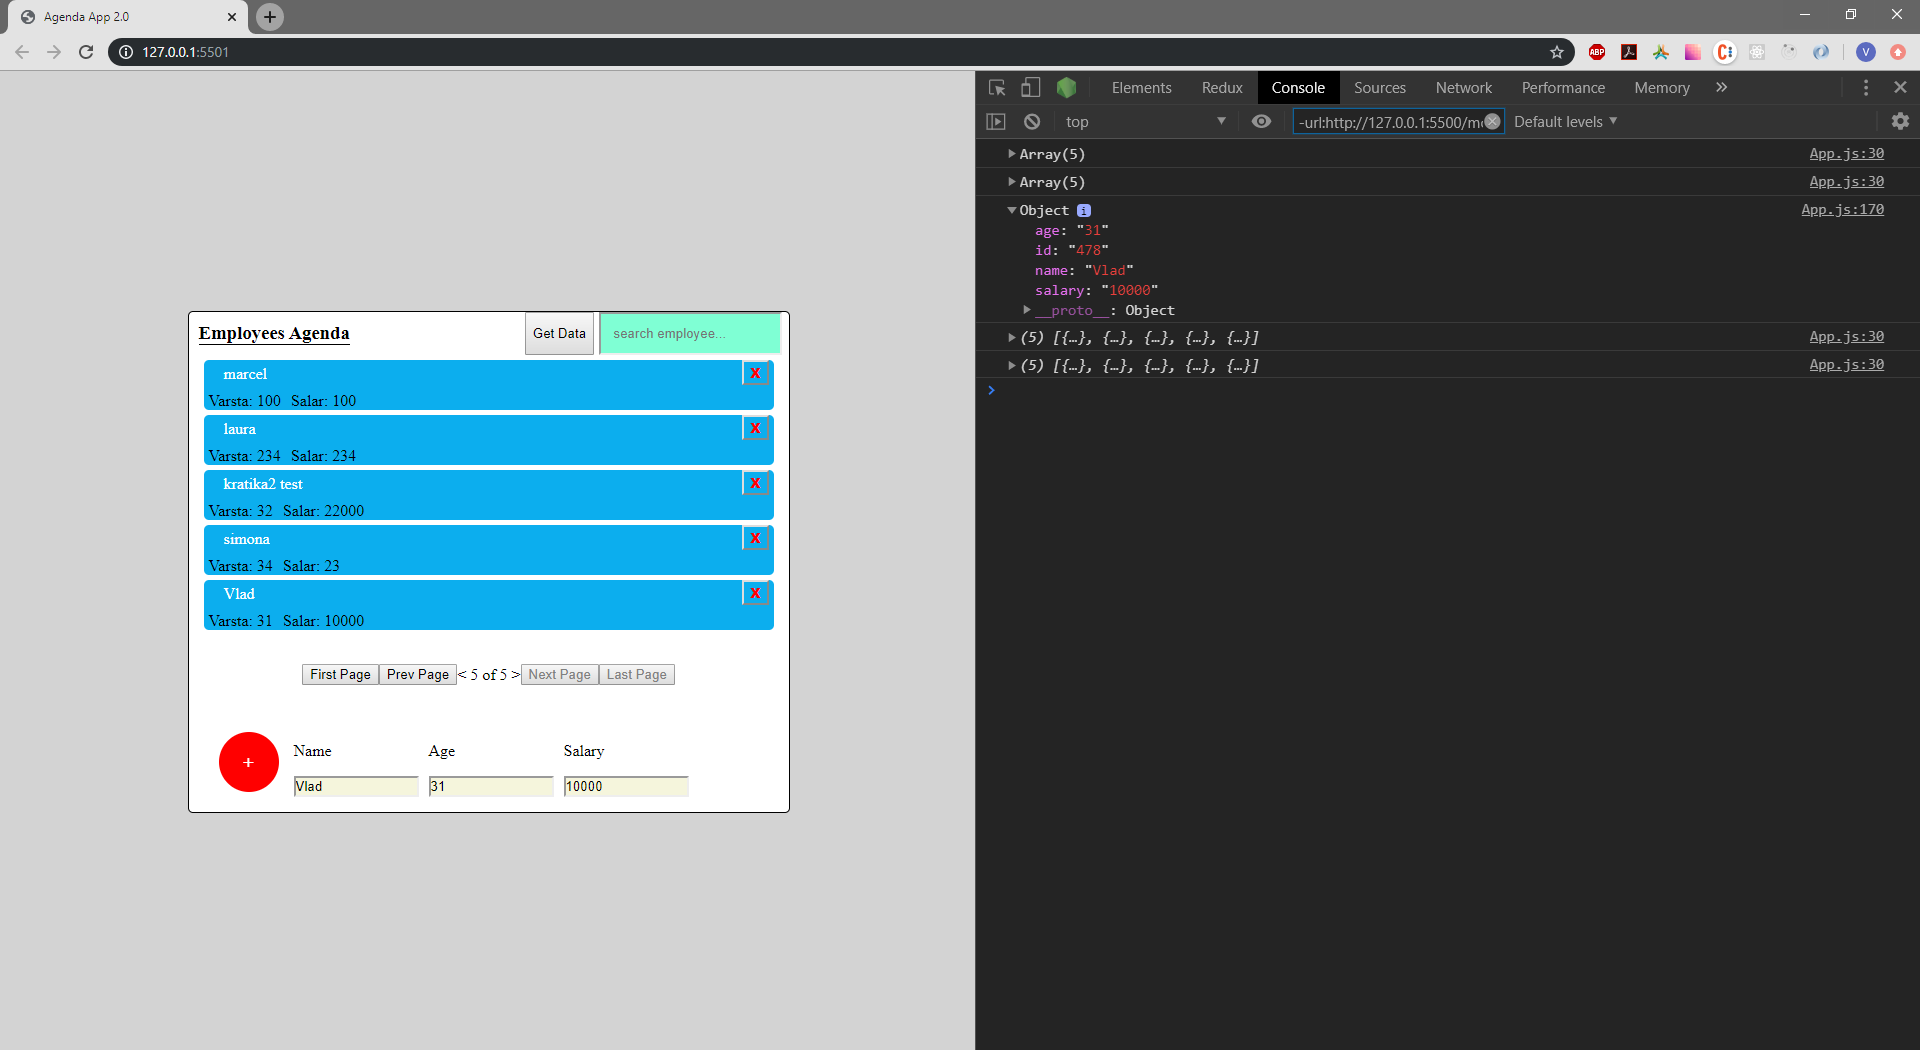 Agenda App 2.0
127.0.0.1:5501
ABP
V
Elements Redux Console Sources Network Performance Memory
top -url:http://127.0.0.1:5500/m Default levels
Employees Agenda Get Data search employee...
marcel X
Varsta: 100 Salar: 100
laura X
Varsta: 234 Salar: 234
kratika2 test X
Varsta: 32 Salar: 22000
simona X
Varsta: 34 Salar: 23
Vlad X
Varsta: 31 Salar: 10000
First Page Prev Page < 5 of 5 > Next Page Last Page
+ Name Age Salary
Vlad 31 10000
Array(5) App.js:30
Array(5) App.js:30
Object i App.js:170
age: "31"
id: "478"
name: "Vlad"
salary: "10000"
__proto__: Object
(5) [{…}, {…}, {…}, {…}, {…}] App.js:30
(5) [{…}, {…}, {…}, {…}, {…}] App.js:30